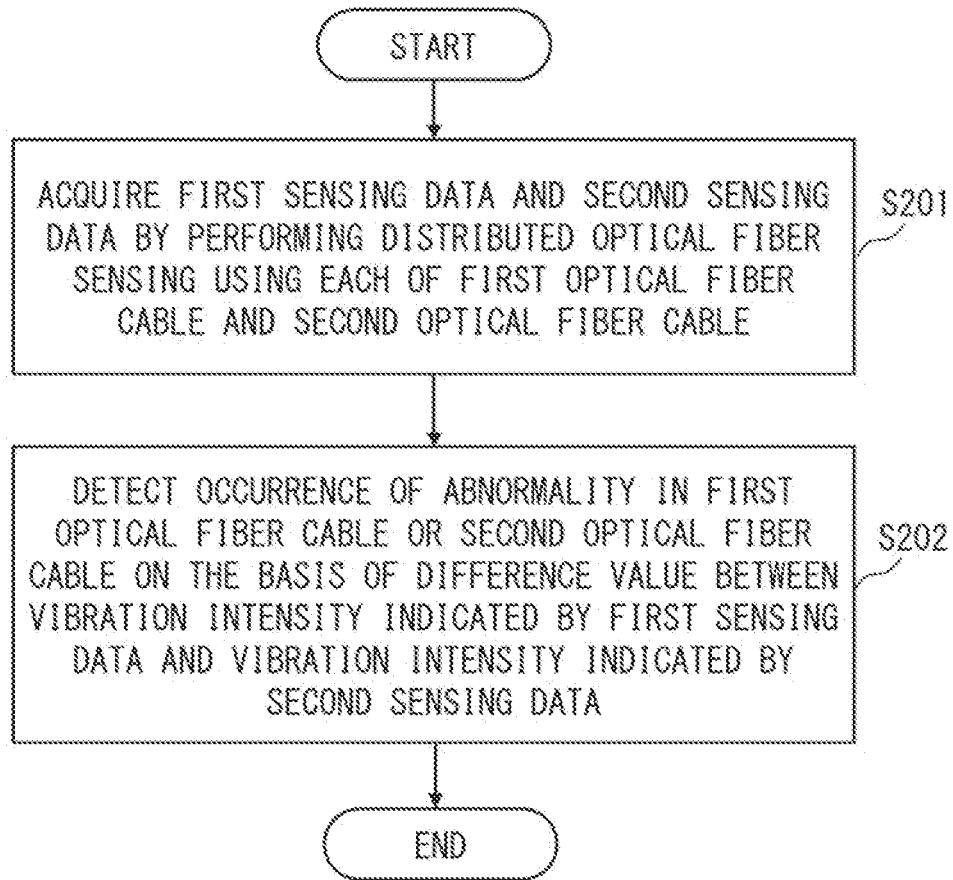 START
ACQUIRE FIRST SENSING DATA AND SECOND SENSING
DATA BY PERFORMING DISTRIBUTED OPTICAL FIBER
SENSING USING EACH OF FIRST OPTICAL FIBER
CABLE AND SECOND OPTICAL FIBER CABLE
S201
DETECT OCCURRENCE OF ABNORMALITY IN FIRST
OPTICAL FIBER CABLE OR SECOND OPTICAL FIBER
CABLE ON THE BASIS OF DIFFERENCE VALUE BETWEEN
VIBRATION INTENSITY INDICATED BY FIRST SENSING
DATA AND VIBRATION INTENSITY INDICATED BY
SECOND SENSING DATA
S202
END